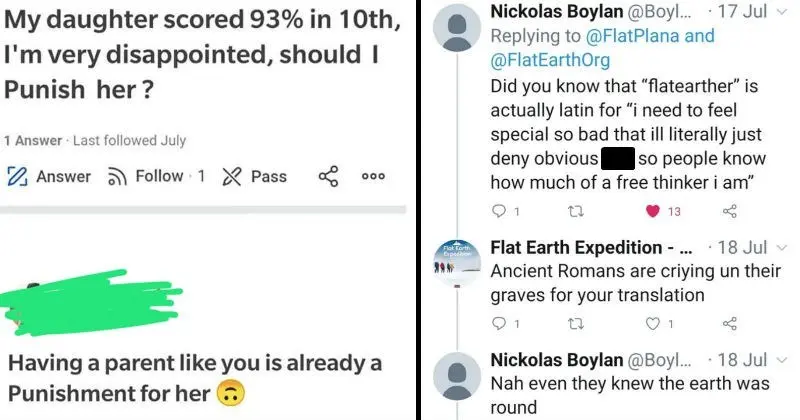 My daughter scored 93% in 10th,
I'm very disappointed, should I
Punish her ?
1 Answer · Last followed July
Answer Follow · 1 Pass
Having a parent like you is already a
Punishment for her 🙃
Nickolas Boylan @Boyl... · 17 Jul
Replying to @FlatPlana and
@FlatEarthOrg
Did you know that “flatearther” is
actually latin for “i need to feel
special so bad that ill literally just
deny obvious so people know
how much of a free thinker i am”
1 13
Flat Earth Expedition
Flat Earth Expedition - ... · 18 Jul
Ancient Romans are criying un their
graves for your translation
1 1
Nickolas Boylan @Boyl... · 18 Jul
Nah even they knew the earth was
round